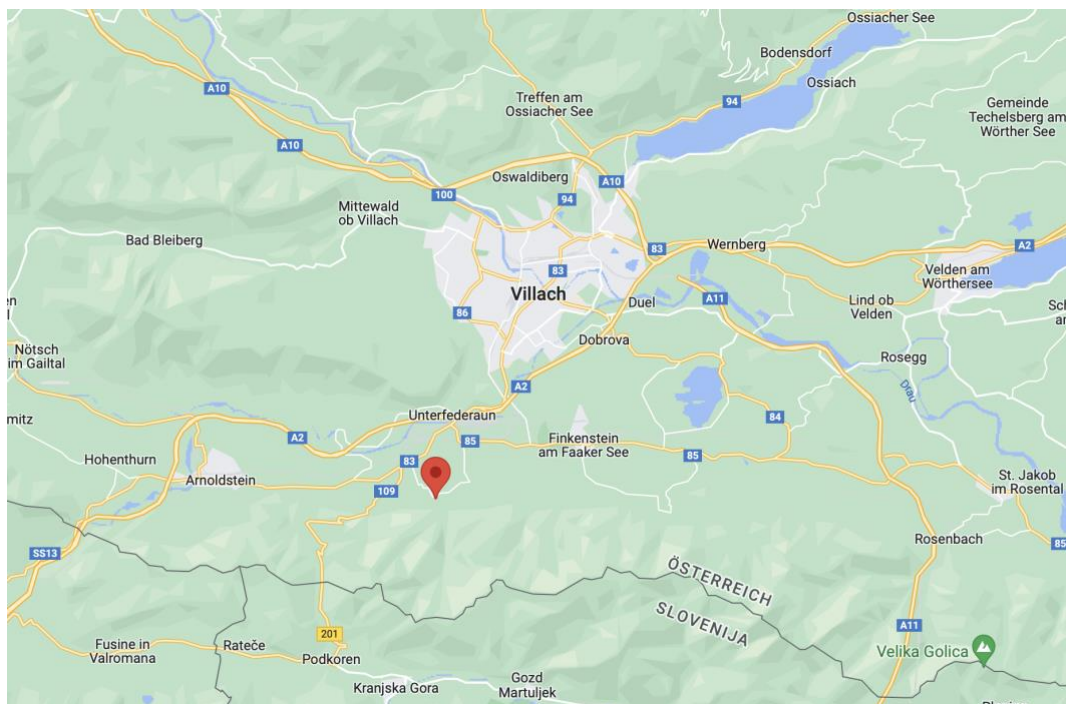 Ossiacher See
Bodensdorf
A10
Ossiach
Treffen am
Ossiacher See
94
Gemeinde
Techelsberg am
Wörther See
A10
Oswaldiberg
A10
100
94
Mittewald
ob Villach
Bad Bleiberg
83
Wernberg
A2
83
Velden am
Wörthersee
Villach
Duel
A11
Lind ob
Velden
86
Dobrova
Nötsch
im Gailtal
Rosegg
A2
Drau
Unterfederaun
84
A2
85
Finkenstein
am Faaker See
85
Hohenthurn
83
Arnoldstein
109
St. Jakob
im Rosental
SS13
Rosenbach
85
ÖSTERREICH
SLOVENIJA
A11
201
Fusine in
Valromana
Rateče
Podkoren
Velika Golica
Kranjska Gora
Gozd
Martuljek